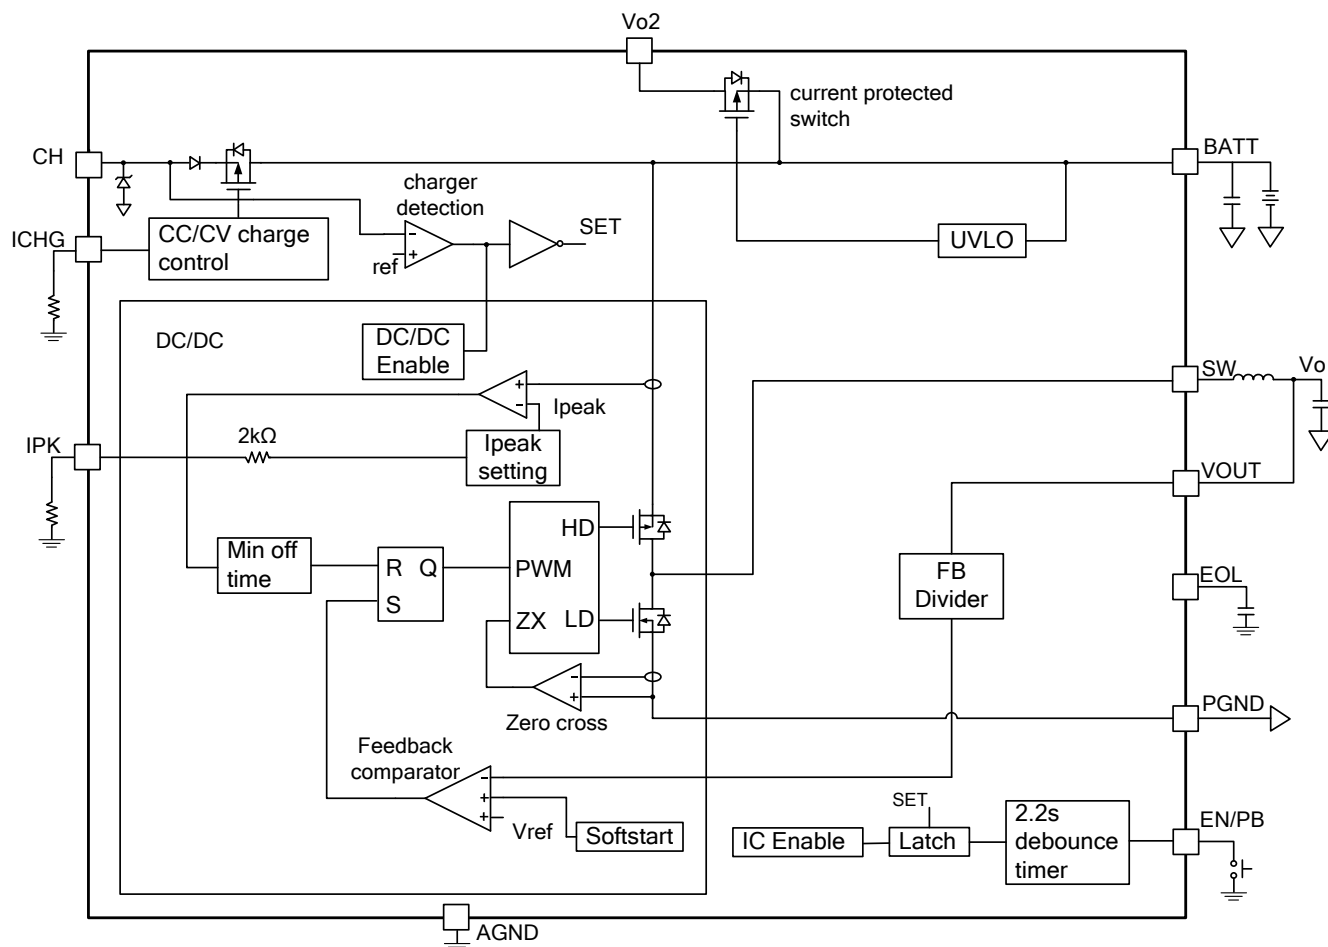 Vo2
current protected
switch
CH
BATT
charger
detection
SET
ICHG
CC/CV charge
control
-
+
ref
UVLO
DC/DC
DC/DC
Enable
SW
Vo
+
-
Ipeak
IPK
2kΩ
Ipeak
setting
VOUT
HD
Min off
time
R Q
S
PWM
FB
Divider
EOL
ZX
LD
-
+
Zero cross
PGND
Feedback
comparator
-
+
+
Vref
Softstart
SET
IC Enable
Latch
2.2s
debounce
timer
EN/PB
AGND